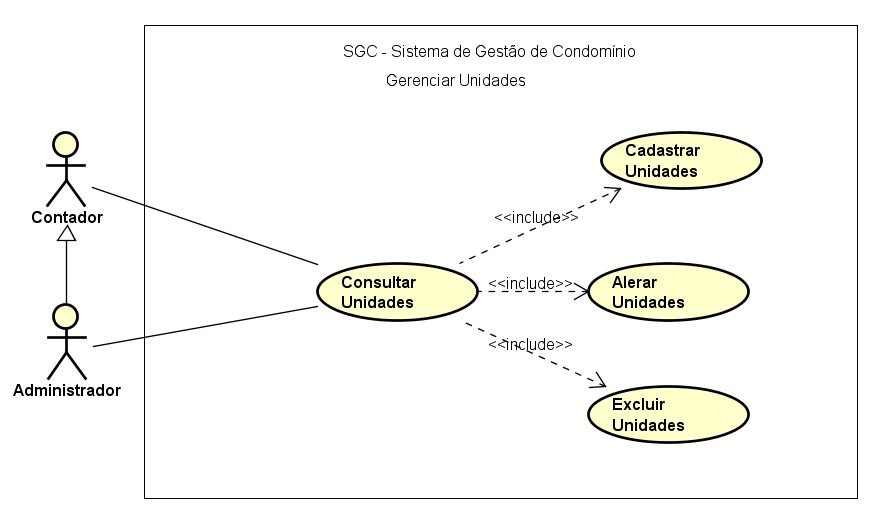 SGC - Sistema de Gestão de Condomínio
Gerenciar Unidades
Cadastrar
Unidades
Contador
<<include>>
Consultar
Unidades
<<include>>
Alerar
Unidades
<<include>>
Administrador
Excluir
Unidades